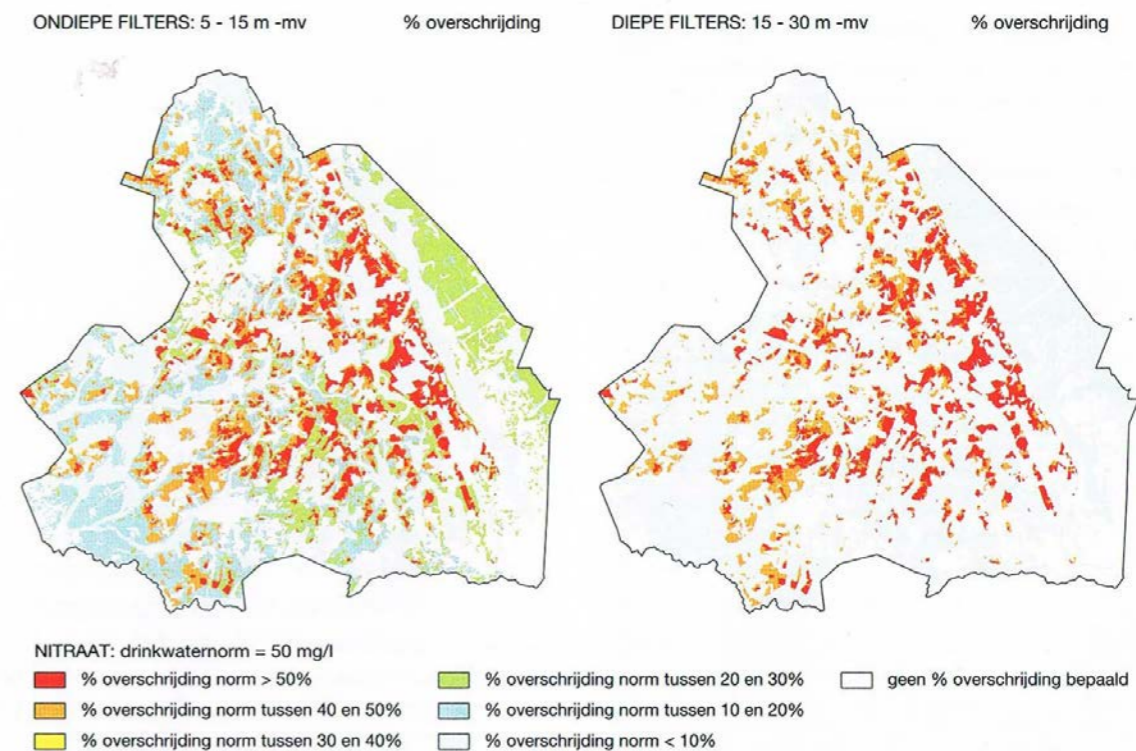 ONDIEPE FILTERS: 5 - 15 m -mv % overschrijding
DIEPE FILTERS: 15 - 30 m -mv % overschrijding
NITRAAT: drinkwaternorm = 50 mg/l
% overschrijding norm > 50%
% overschrijding norm tussen 40 en 50%
% overschrijding norm tussen 30 en 40%
% overschrijding norm tussen 20 en 30%
% overschrijding norm tussen 10 en 20%
% overschrijding norm < 10%
geen % overschrijding bepaald